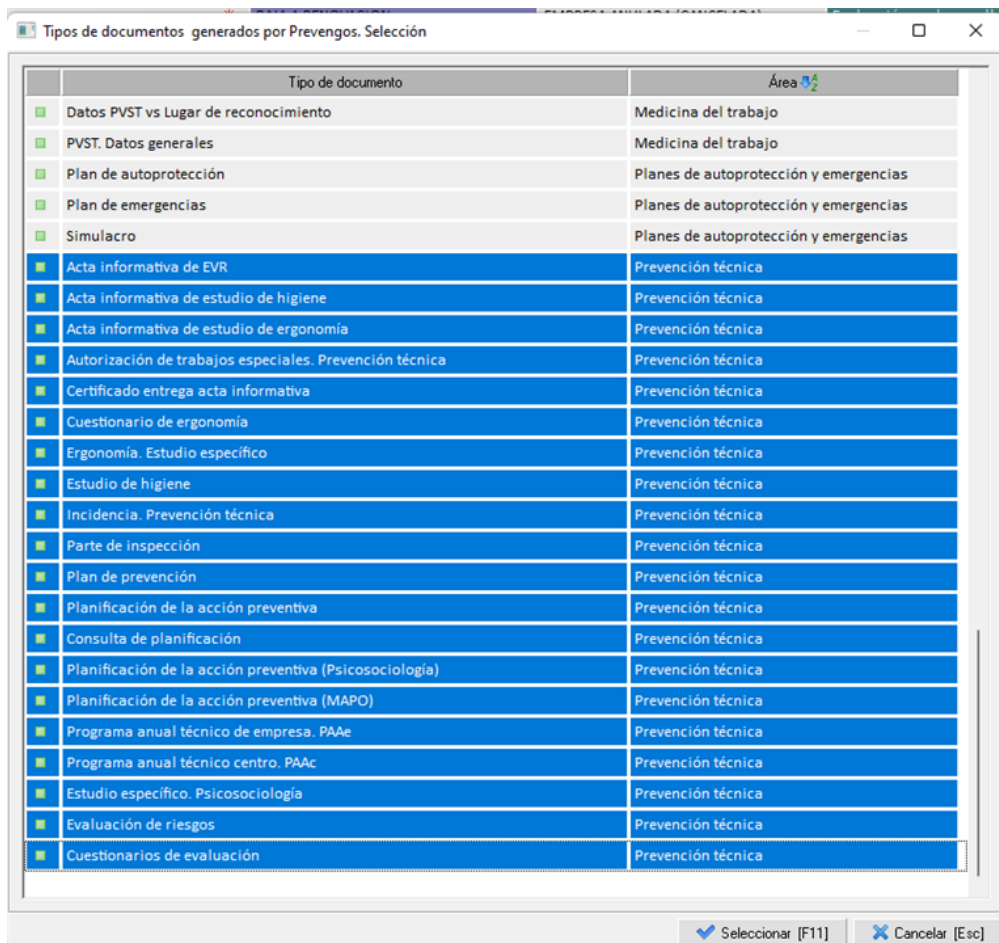 BAJA A RENOVACION EMPRESA ANULADA (CANCELADA)
Tipos de documentos generados por Prevengos. Selección
Tipo de documento Área
Datos PVST vs Lugar de reconocimiento Medicina del trabajo
PVST. Datos generales Medicina del trabajo
Plan de autoprotección Planes de autoprotección y emergencias
Plan de emergencias Planes de autoprotección y emergencias
Simulacro Planes de autoprotección y emergencias
Acta informativa de EVR Prevención técnica
Acta informativa de estudio de higiene Prevención técnica
Acta informativa de estudio de ergonomía Prevención técnica
Autorización de trabajos especiales. Prevención técnica Prevención técnica
Certificado entrega acta informativa Prevención técnica
Cuestionario de ergonomía Prevención técnica
Ergonomía. Estudio específico Prevención técnica
Estudio de higiene Prevención técnica
Incidencia. Prevención técnica Prevención técnica
Parte de inspección Prevención técnica
Plan de prevención Prevención técnica
Planificación de la acción preventiva Prevención técnica
Consulta de planificación Prevención técnica
Planificación de la acción preventiva (Psicosociología) Prevención técnica
Planificación de la acción preventiva (MAPO) Prevención técnica
Programa anual técnico de empresa. PAAe Prevención técnica
Programa anual técnico centro. PAAc Prevención técnica
Estudio específico. Psicosociología Prevención técnica
Evaluación de riesgos Prevención técnica
Cuestionarios de evaluación Prevención técnica
Seleccionar [F11] Cancelar [Esc]